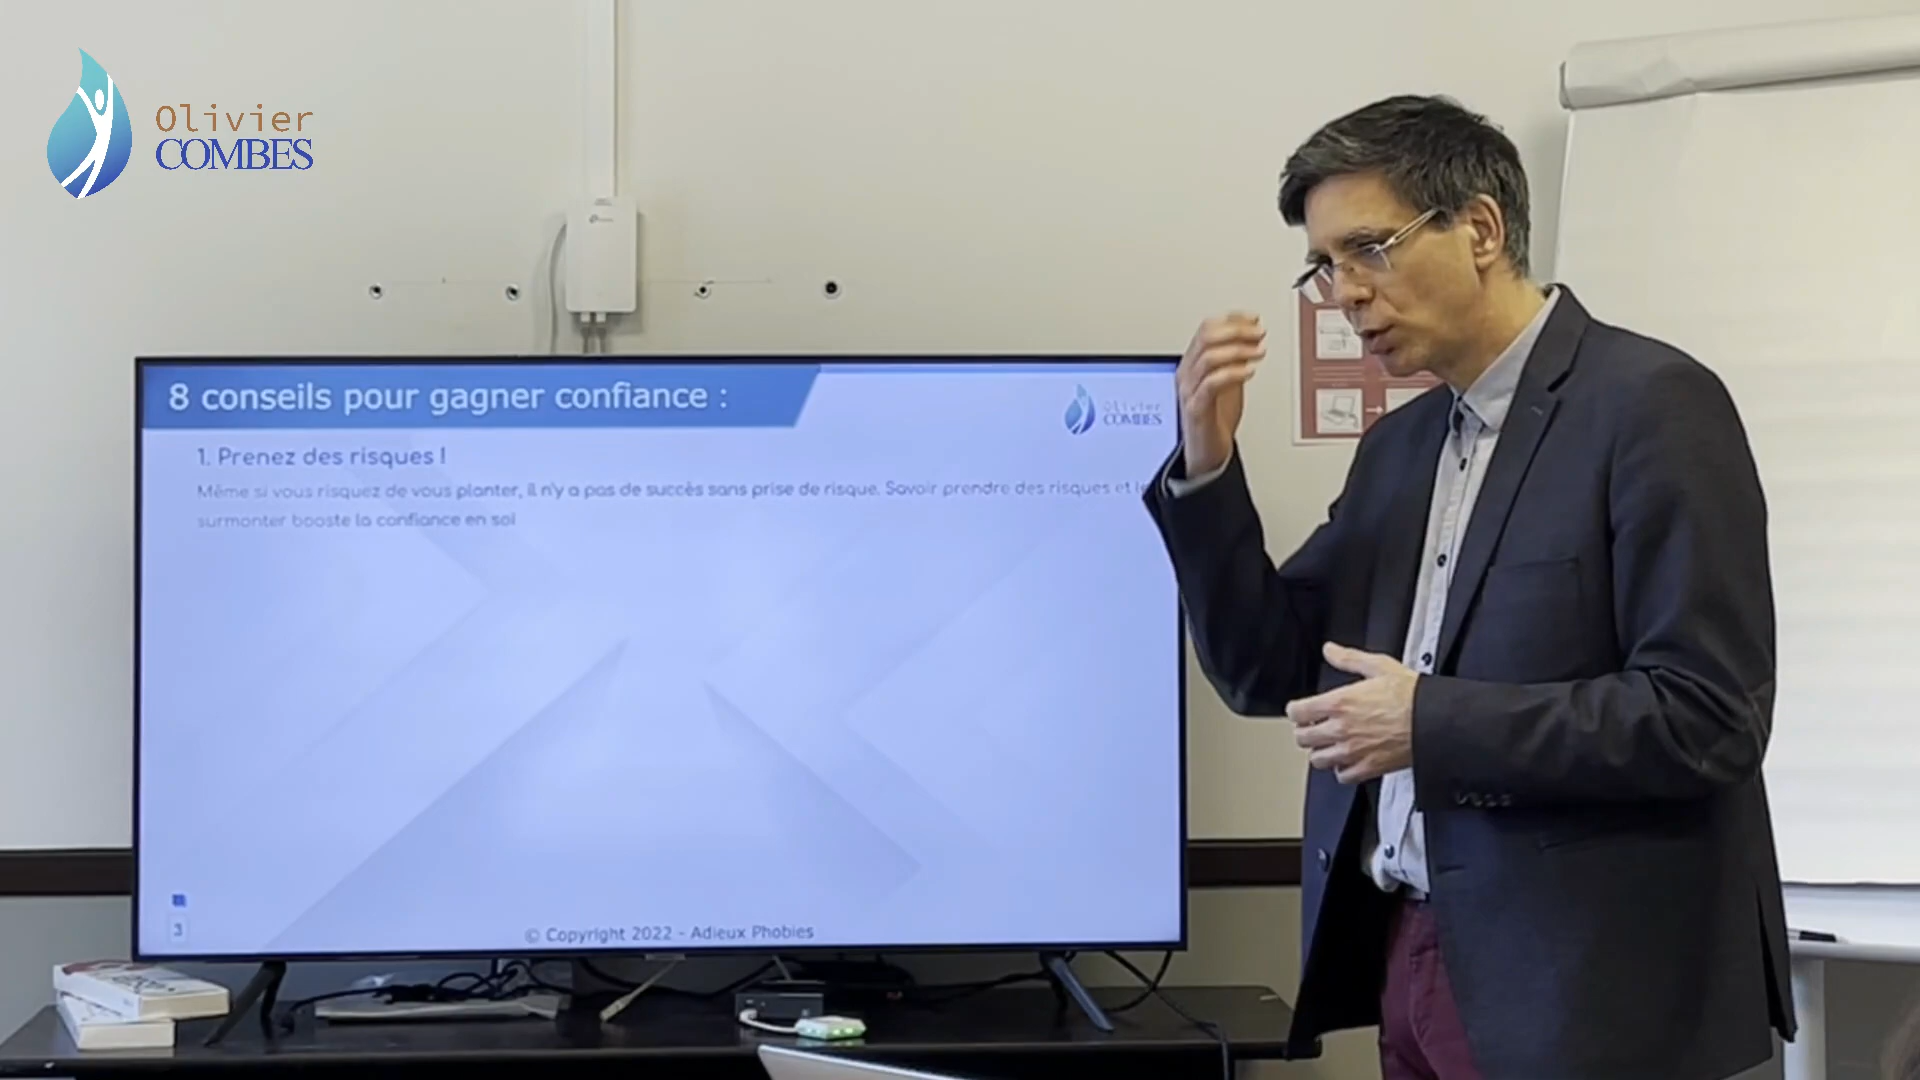 Olivier
COMBES
8 conseils pour gagner confiance :
Olivier
COMBES
1. Prenez des risques !
Même si vous risquez de vous planter, il n'y a pas de succès sans prise de risque. Savoir prendre des risques et
surmonter booste la confiance en soi
3
© Copyright 2022 - Adieux Phobies